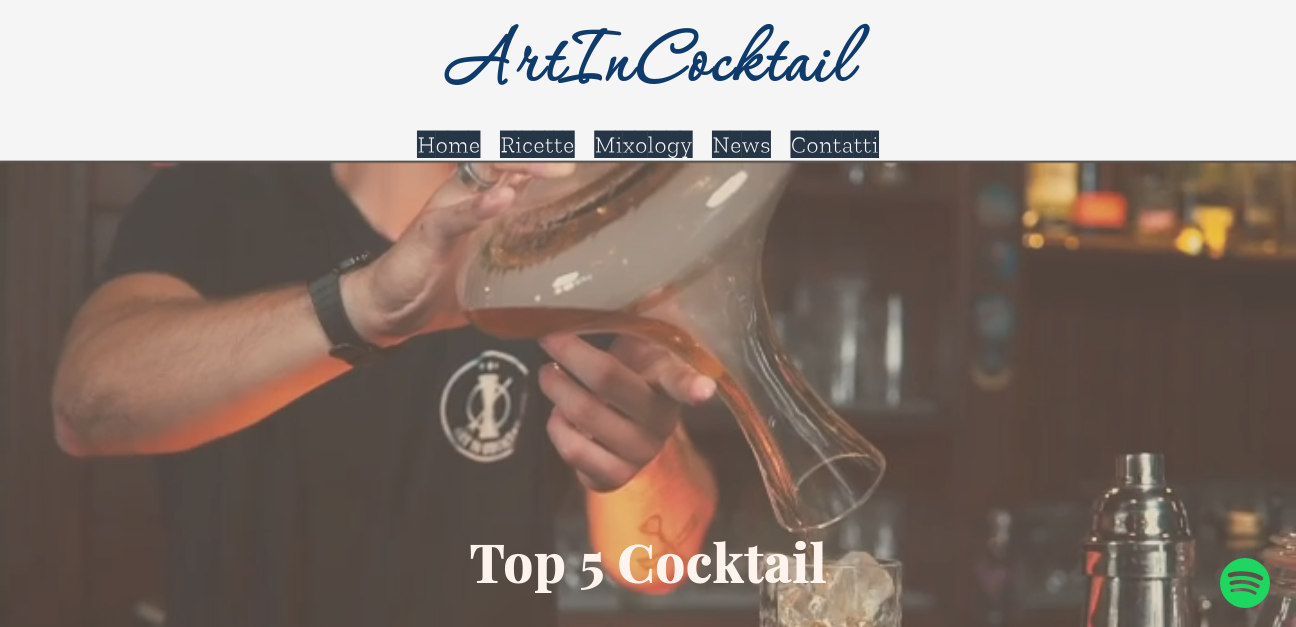 ArtInCocktail
Home Ricette Mixology News Contatti
Top 5 Cocktail